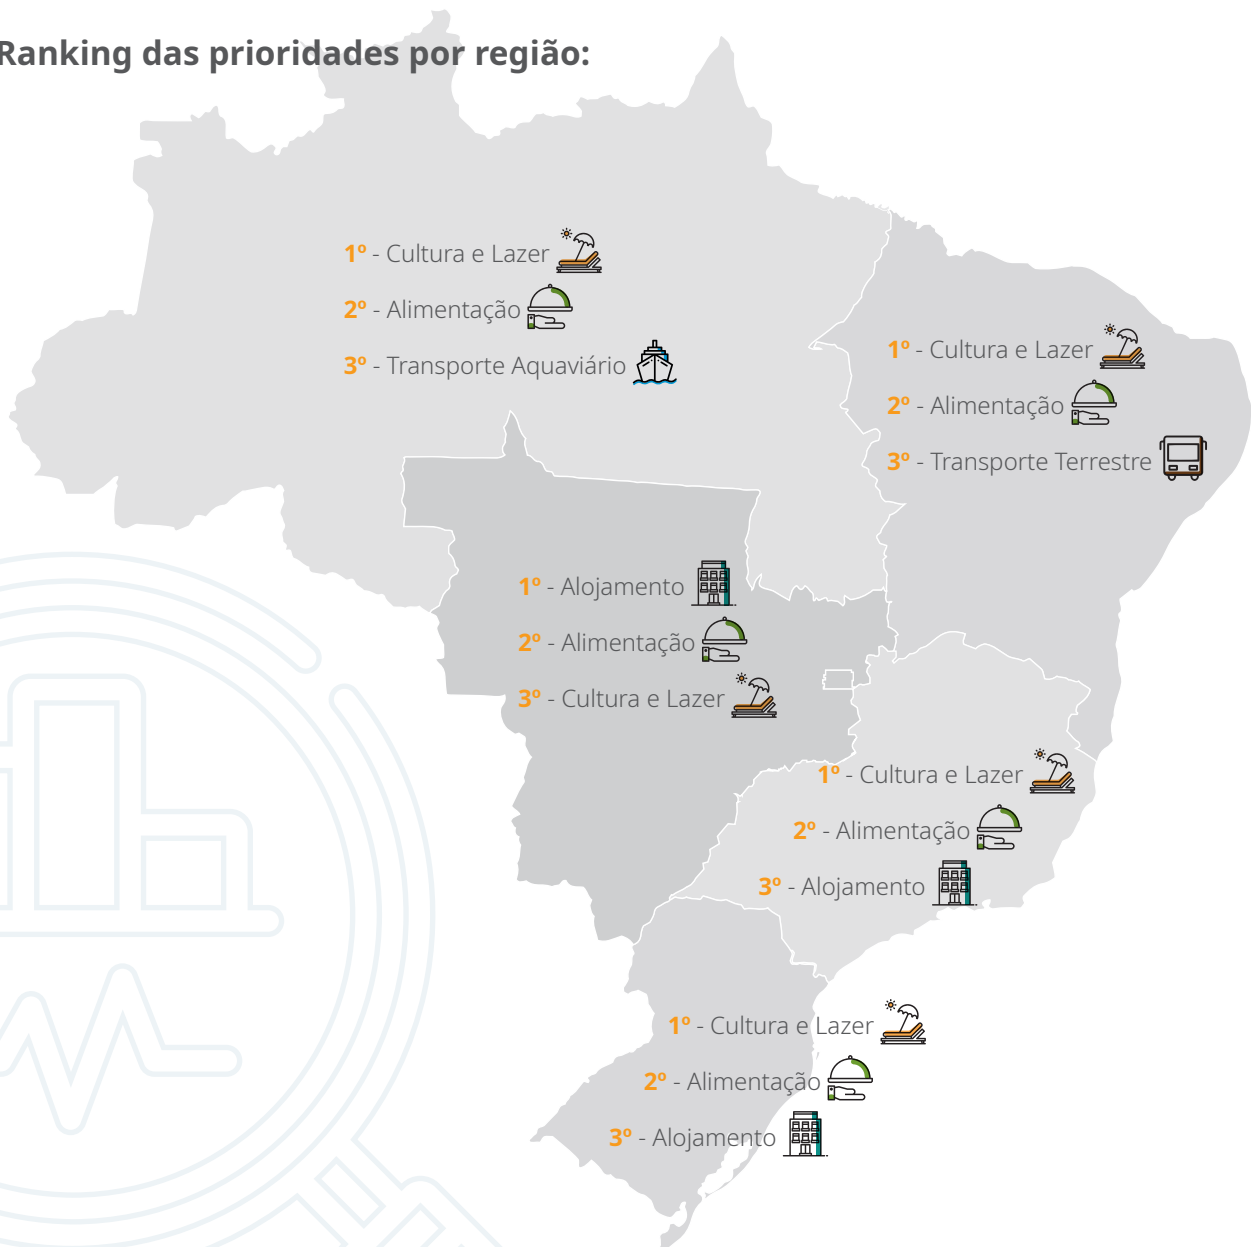 Ranking das prioridades por região:
1º - Cultura e Lazer
2º - Alimentação
3º - Transporte Aquaviário
1º - Cultura e Lazer
2º - Alimentação
3º - Transporte Terrestre
1º - Alojamento
2º - Alimentação
3º - Cultura e Lazer
1º - Cultura e Lazer
2º - Alimentação
3º - Alojamento
1º - Cultura e Lazer
2º - Alimentação
3º - Alojamento